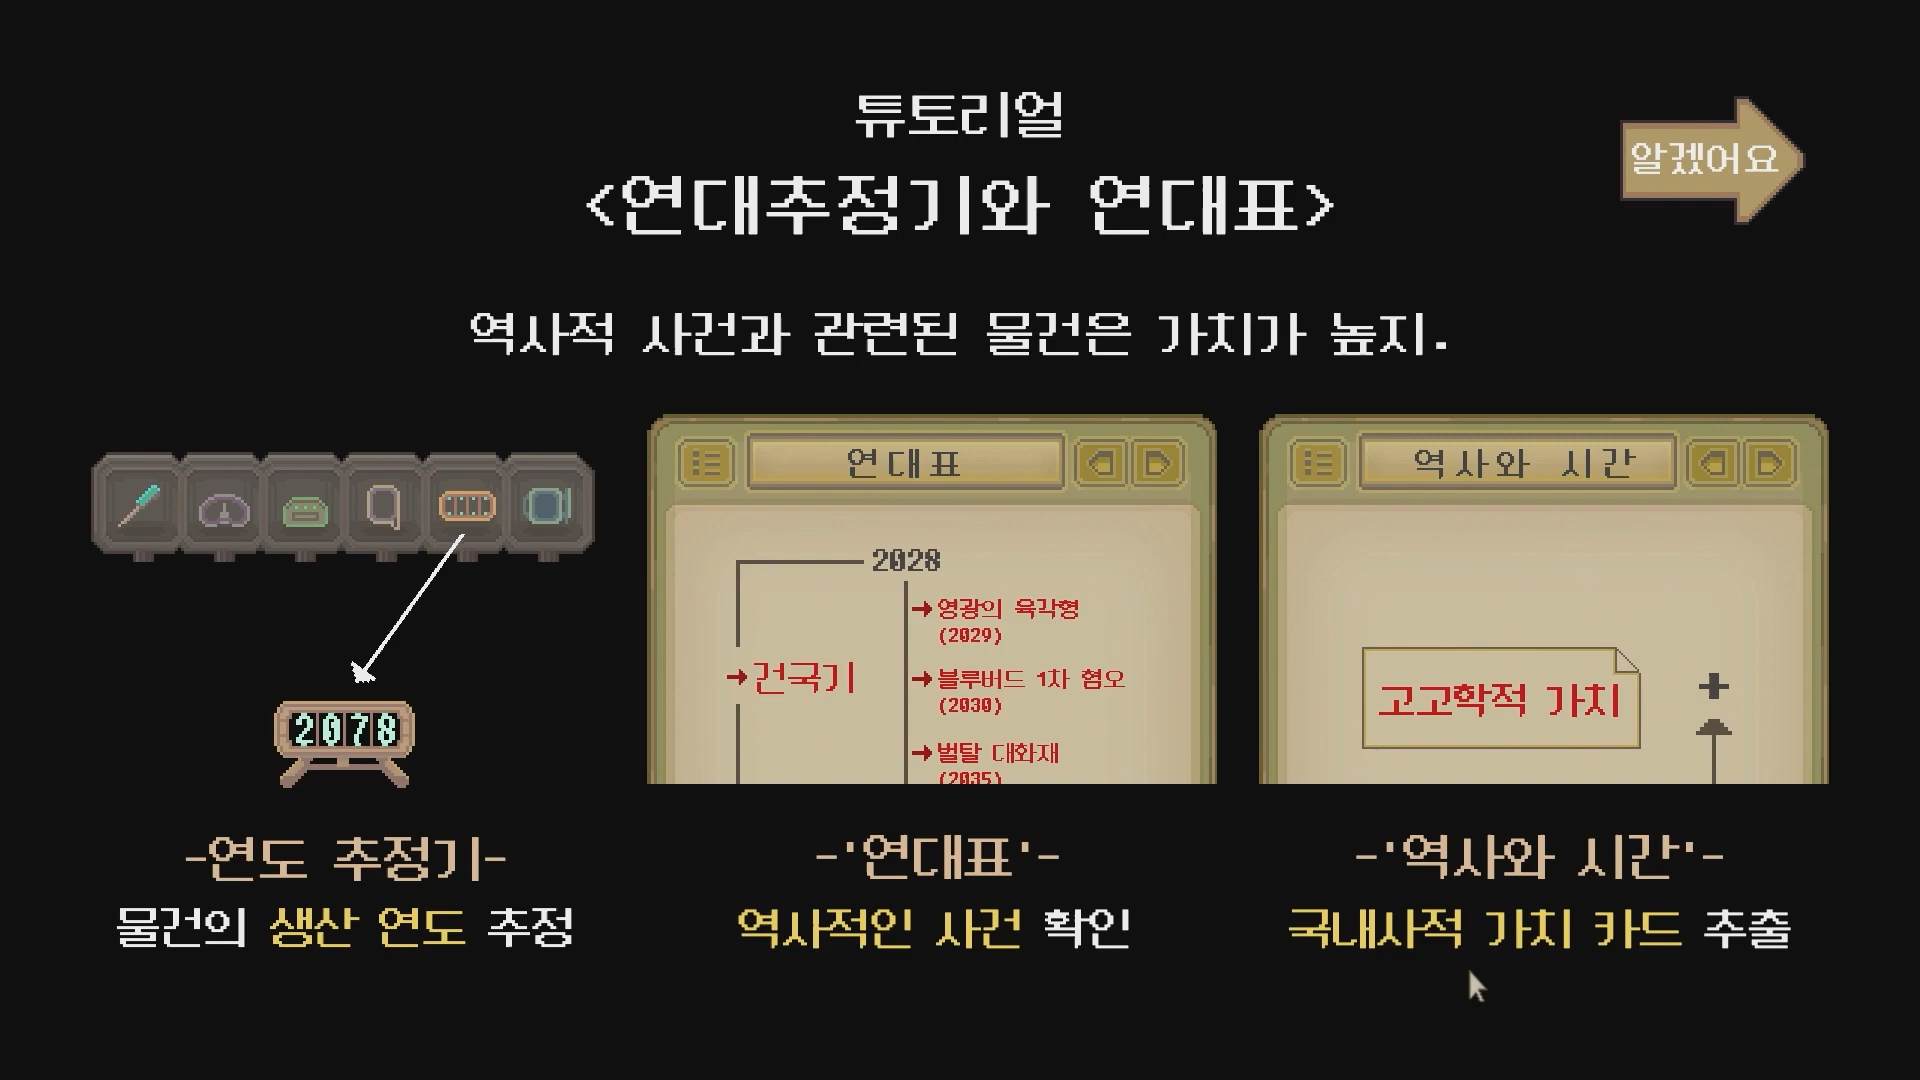 튜토리얼
<연대추정기와 연대표>
알겠어요
역사적 사건과 관련된 물건은 가치가 높지.
2078
-연도 추정기-
물건의 생산 연도 추정
연대표
2028
→영광의 육각형
(2029)
→건국기
→블루버드 1차 혐오
(2030)
→벌탈 대화재
(2035)
-'연대표'-
역사적인 사건 확인
역사와 시간
고고학적 가치
+
-'역사와 시간'-
국내사적 가치 카드 추출